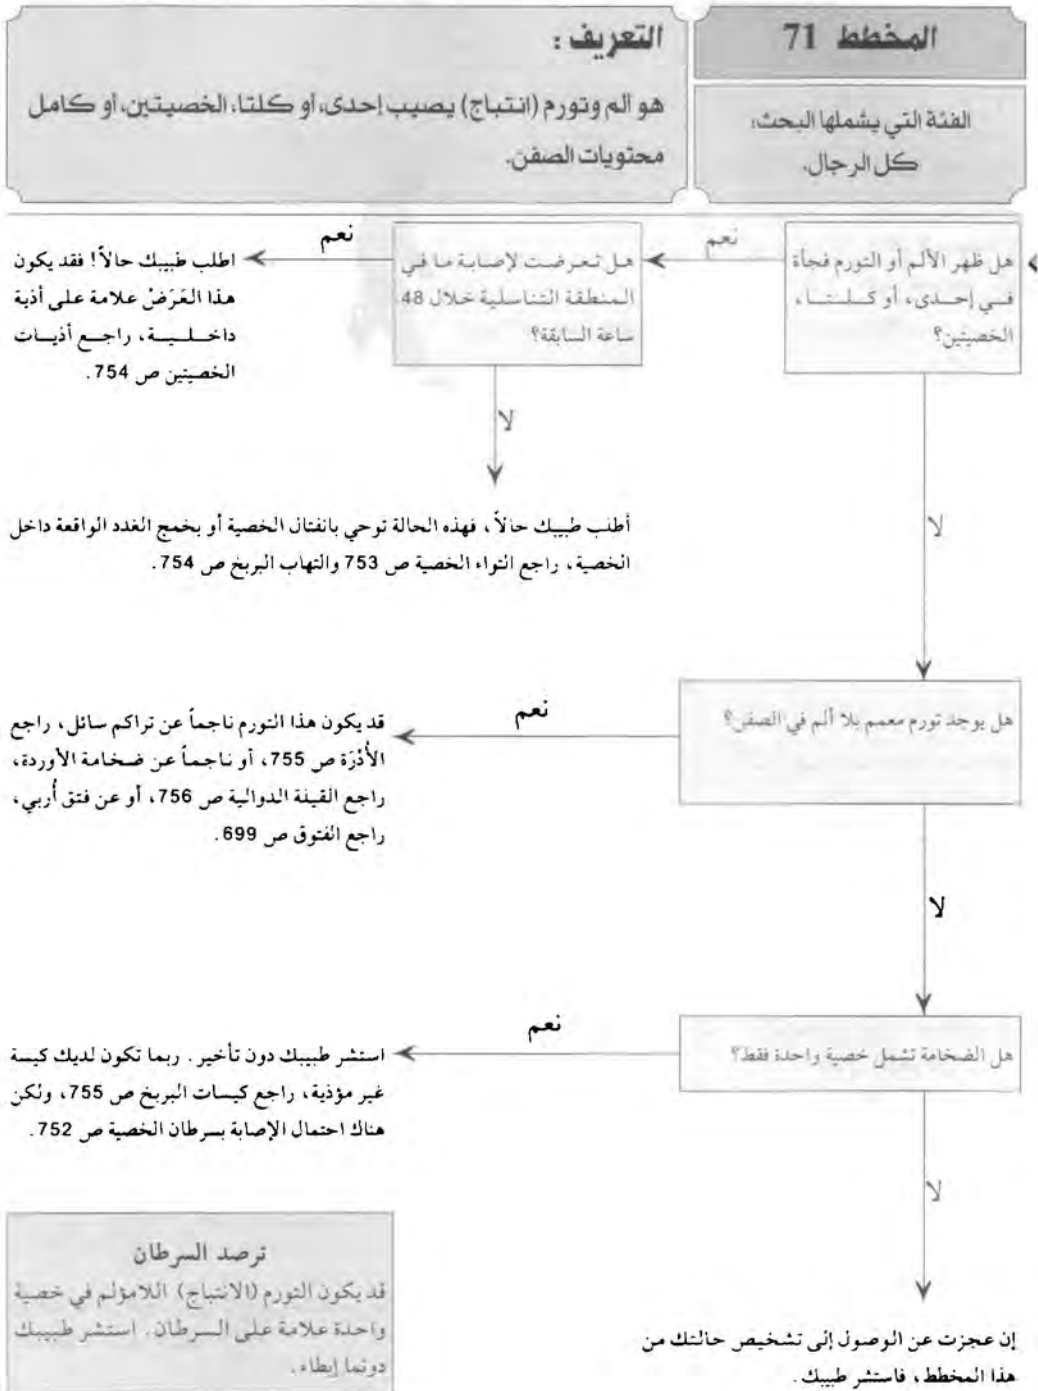 المخطط 71
الفئة التي يشملها البحث:
كل الرجال.
التعريف:
هو ألم وتورم (انتباج) يصيب إحدى، أو كلتا، الخصيتين، أو كامل
محتويات الصفن.
هل ظهر الألم أو التورم فجأة
في إحدى، أو كلتا،
الخصيتين؟
نعم
هل تعرضت لإصابة ما في
المنطقة التناسلية خلال 48
ساعة السابقة؟
نعم
اطلب طبيبك حالاً! فقد يكون
هذا العَرَضْ علامة على أذية
داخلية، راجع أذيات
الخصيتين ص 754.
لا
أطلب طبيبك حالاً، فهذه الحالة توحي بانفتال الخصية أو بخمج الغدد الواقعة داخل
الخصية، راجع التواء الخصية ص 753 والتهاب البربخ ص 754.
لا
هل يوجد تورم معمم بلا ألم في الصفن؟
نعم
قد يكون هذا التورم ناجماً عن تراكم سائل، راجع
الأُدْرَة ص 755، أو ناجماً عن ضخامة الأوردة،
راجع القيلة الدوالية ص 756، أو عن فتق أُربي،
راجع الفتوق ص 699.
لا
هل الضخامة تشمل خصية واحدة فقط؟
نعم
استشر طبيبك دون تأخير. ربما تكون لديك كيسة
غير مؤذية، راجع كيسات البربخ ص 755، ولكن
هناك احتمال الإصابة بسرطان الخصية ص 752.
لا
إن عجزت عن الوصول إلى تشخيص حالتك من
هذا المخطط، فاستشر طبيبك.
ترصد السرطان
قد يكون التورم (الانتباج) اللامؤلم في خصية
واحدة علامة على السرطان. استشر طبيبك
دونما إبطاء.